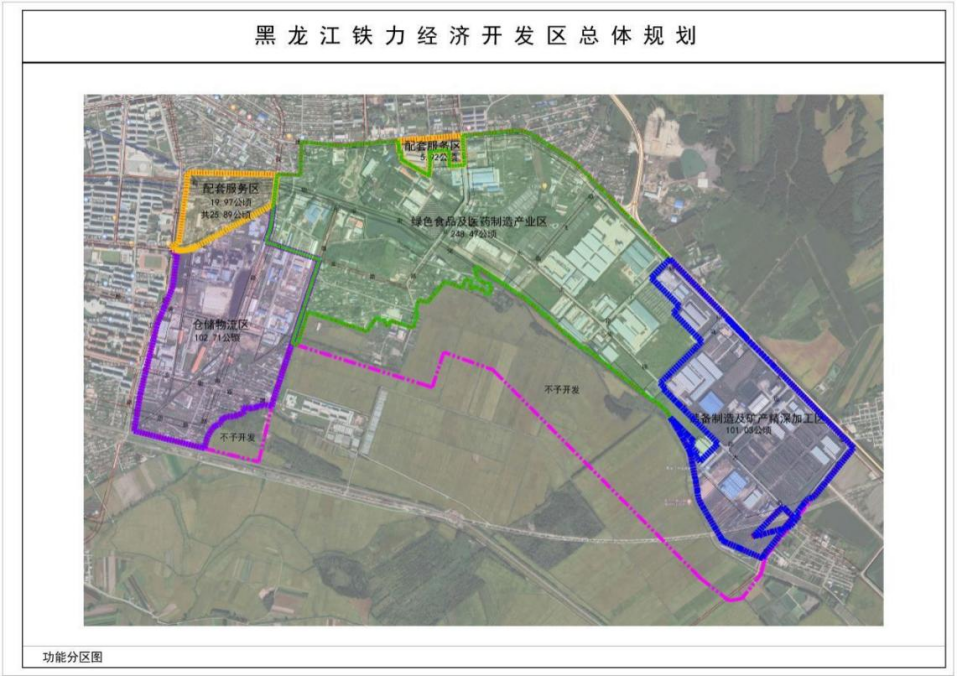 黑龙江铁力经济开发区总体规划
配套服务区
5.92公顷
配套服务区
19.97公顷
共25.89公顷
绿色食品及医药制造产业区
248.47公顷
仓储物流区
102.71公顷
不予开发
装备制造及矿产精深加工区
101.03公顷
不予开发
功能分区图